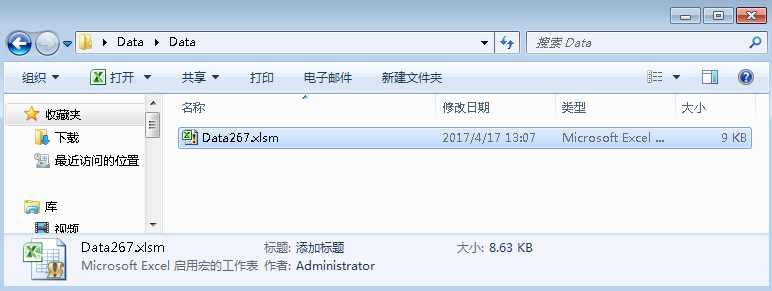 Data Data 搜索 Data
组织 打开 共享 打印 电子邮件 新建文件夹
收藏夹 名称 修改日期 类型 大小
下载 Data267.xlsm 2017/4/17 13:07 Microsoft Excel ... 9 KB
最近访问的位置
库
视频
Data267.xlsm 标题: 添加标题 大小: 8.63 KB
Microsoft Excel 启用宏的工作表 作者: Administrator